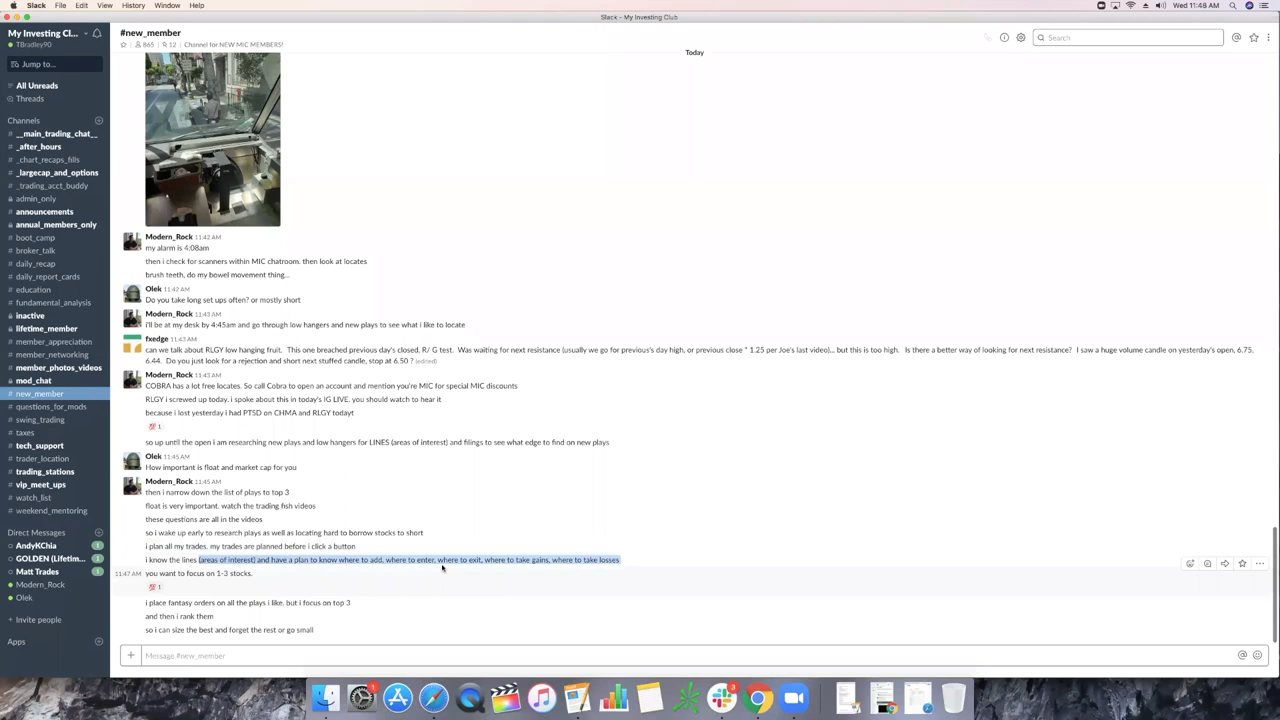 Slack File Edit View History Window Help
Wed 11:48 AM
Slack - My Investing Club
My Investing Cl...
TBradley90
Jump to...
All Unreads
Threads
Channels
# __main_trading_chat__
# _after_hours
# _chart_recaps_fills
# _largecap_and_options
# _trading_acct_buddy
admin_only
# announcements
annual_members_only
# boot_camp
# broker_talk
# daily_recap
# daily_report_cards
# education
# fundamental_analysis
inactive
lifetime_member
# member_appreciation
# member_networking
# member_photos_videos
mod_chat
# new_member
# questions_for_mods
# swing_trading
# taxes
# tech_support
# trader_location
# trading_stations
# vip_meet_ups
# watch_list
# weekend_mentoring
Direct Messages
AndyKChia 1
GOLDEN (Lifetim... 1
Matt Trades 1
Modern_Rock
Olek
+ Invite people
Apps
#new_member
865 | 12 | Channel for NEW MIC MEMBERS!
Search
Today
Modern_Rock 11:42 AM
my alarm is 4:08am
then i check for scanners within MIC chatroom. then look at locates
brush teeth, do my bowel movement thing...
Olek 11:42 AM
Do you take long set ups often? or mostly short
Modern_Rock 11:43 AM
i'll be at my desk by 4:45am and go through low hangers and new plays to see what i like to locate
fxedge 11:43 AM
can we talk about RLGY low hanging fruit. This one breached previous day's closed, R/ G test. Was waiting for next resistance (usually we go for previous's day high, or previous close * 1.25 per Joe's last video)... but this is too high. Is there a better way of looking for next resistance? I saw a huge volume candle on yesterday's open, 6.75,
6.44. Do you just look for a rejection and short next stuffed candle, stop at 6.50 ? (edited)
Modern_Rock 11:43 AM
COBRA has a lot free locates. So call Cobra to open an account and mention you're MIC for special MIC discounts
RLGY i screwed up today. i spoke about this in today's IG LIVE. you should watch to hear it
because i lost yesterday i had PTSD on CHMA and RLGY todayt
💯 1
so up until the open i am researching new plays and low hangers for LINES (areas of interest) and filings to see what edge to find on new plays
Olek 11:45 AM
How important is float and market cap for you
Modern_Rock 11:45 AM
then i narrow down the list of plays to top 3
float is very important. watch the trading fish videos
these questions are all in the videos
so i wake up early to research plays as well as locating hard to borrow stocks to short
i plan all my trades. my trades are planned before i click a button
i know the lines (areas of interest) and have a plan to know where to add, where to enter, where to exit, where to take gains, where to take losses
11:47 AM you want to focus on 1-3 stocks.
💯 1
i place fantasy orders on all the plays i like. but i focus on top 3
and then i rank them
so i can size the best and forget the rest or go small
Message #new_member
1
3